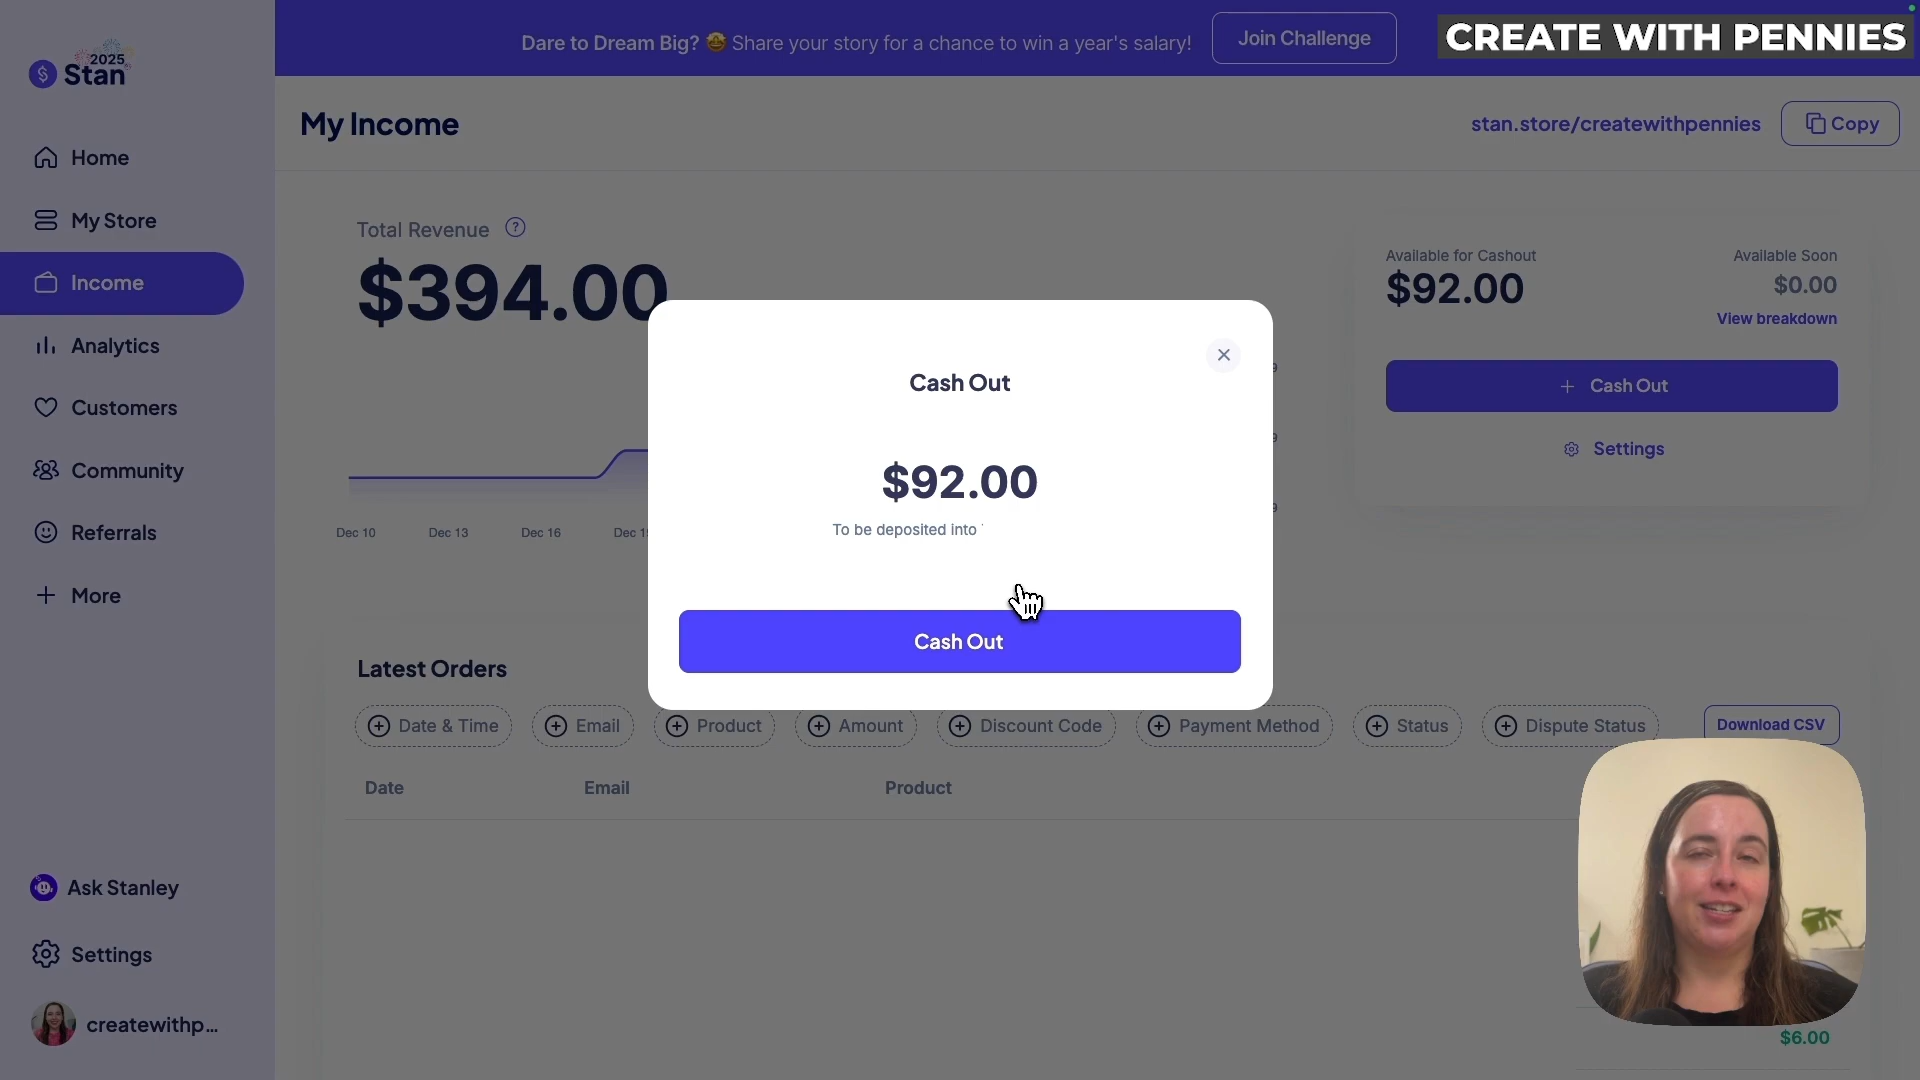 2025
Stan
Dare to Dream Big? 🤩 Share your story for a chance to win a year's salary!
Join Challenge
CREATE WITH PENNIES
Home
My Store
Income
Analytics
Customers
Community
Referrals
More
Ask Stanley
Settings
createwithp...
My Income
stan.store/createwithpennies
Copy
Total Revenue ?
$394.00
Dec 10
Dec 13
Dec 16
Available for Cashout
$92.00
Available Soon
$0.00
View breakdown
+ Cash Out
Settings
Cash Out
$92.00
To be deposited into
Cash Out
Latest Orders
Date & Time
Email
Product
Amount
Discount Code
Payment Method
Status
Dispute Status
Download CSV
Date
Email
Product
$6.00